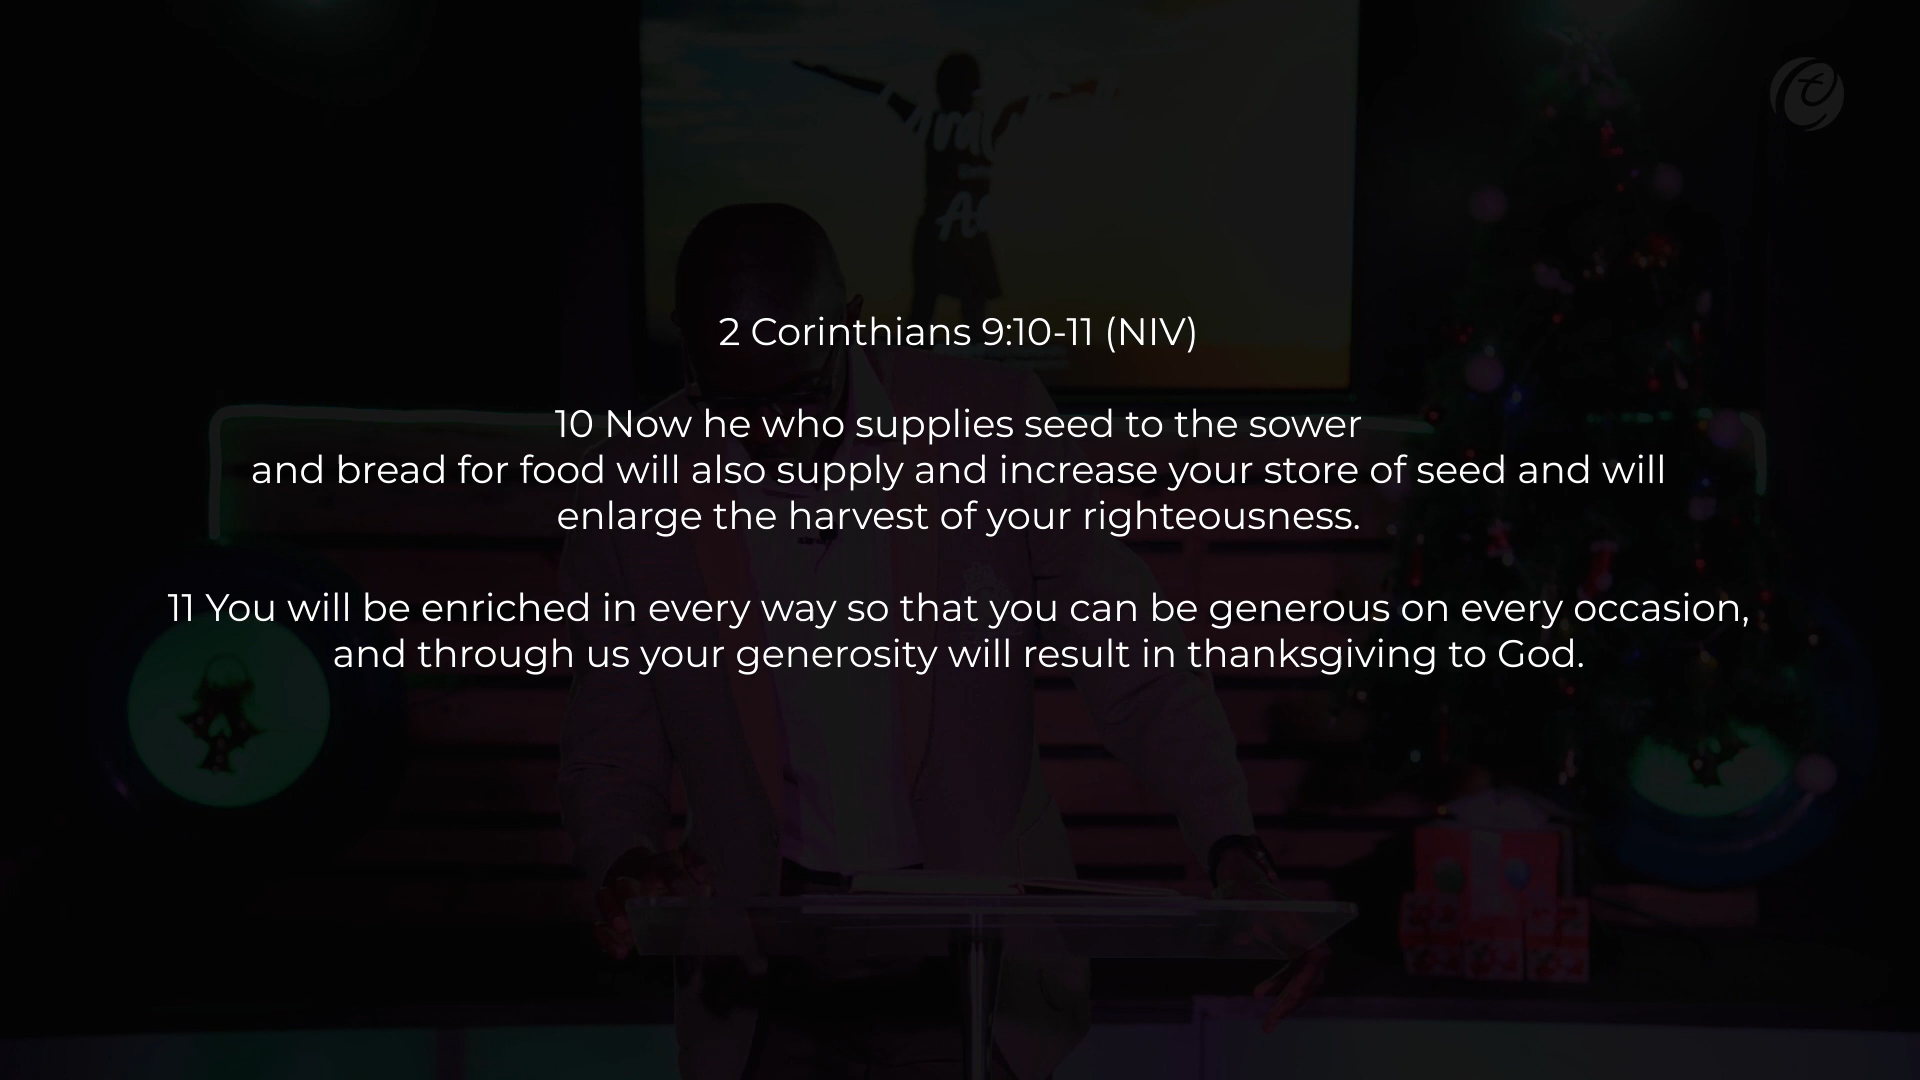 2 Corinthians 9:10-11 (NIV)
10 Now he who supplies seed to the sower
and bread for food will also supply and increase your store of seed and will
enlarge the harvest of your righteousness.
11 You will be enriched in every way so that you can be generous on every occasion,
and through us your generosity will result in thanksgiving to God.